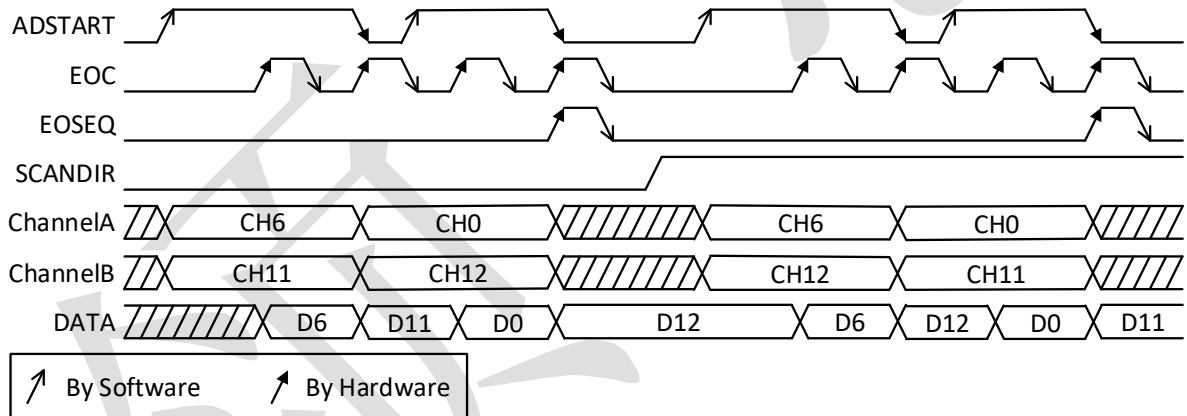 ADSTART
EOC
EOSEQ
SCANDIR
ChannelA CH6 CH0 CH6 CH0
ChannelB CH11 CH12 CH12 CH11
DATA D6 D11 D0 D12 D6 D12 D0 D11
By Software By Hardware